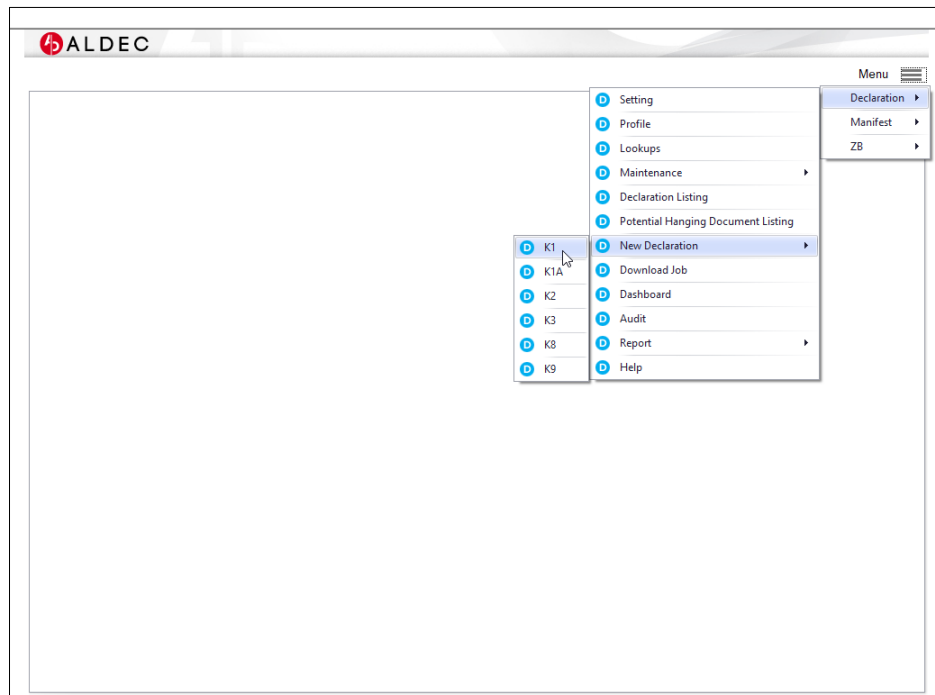 ALDEC
Menu
Declaration
Manifest
ZB
D Setting
D Profile
D Lookups
D Maintenance
D Declaration Listing
D Potential Hanging Document Listing
D New Declaration
D Download Job
D Dashboard
D Audit
D Report
D Help
D K1
D K1A
D K2
D K3
D K8
D K9